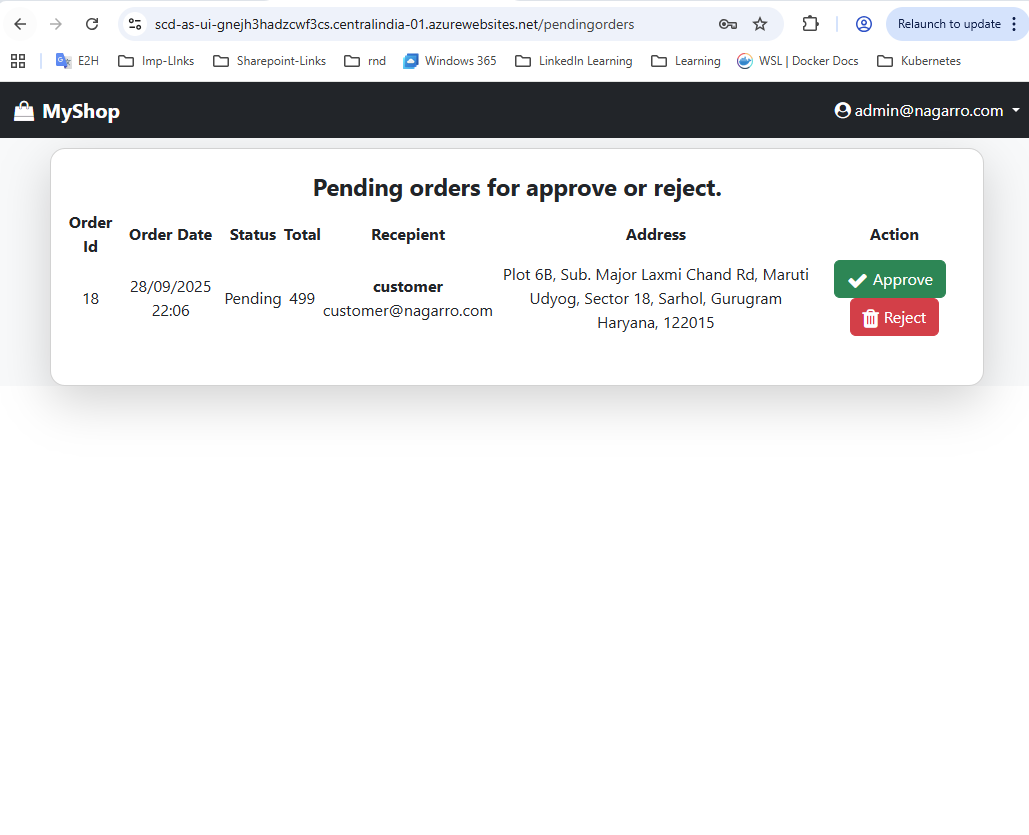 scd-as-ui-gnejh3hadzcwf3cs.centralindia-01.azurewebsites.net/pendingorders
Relaunch to update
E2H
Imp-LInks
Sharepoint-Links
rnd
Windows 365
LinkedIn Learning
Learning
WSL | Docker Docs
Kubernetes
MyShop
admin@nagarro.com
Pending orders for approve or reject.
Order Id Order Date Status Total Recepient Address Action
18
28/09/2025
22:06
Pending
499
customer
customer@nagarro.com
Plot 6B, Sub. Major Laxmi Chand Rd, Maruti
Udyog, Sector 18, Sarhol, Gurugram
Haryana, 122015
Approve
Reject